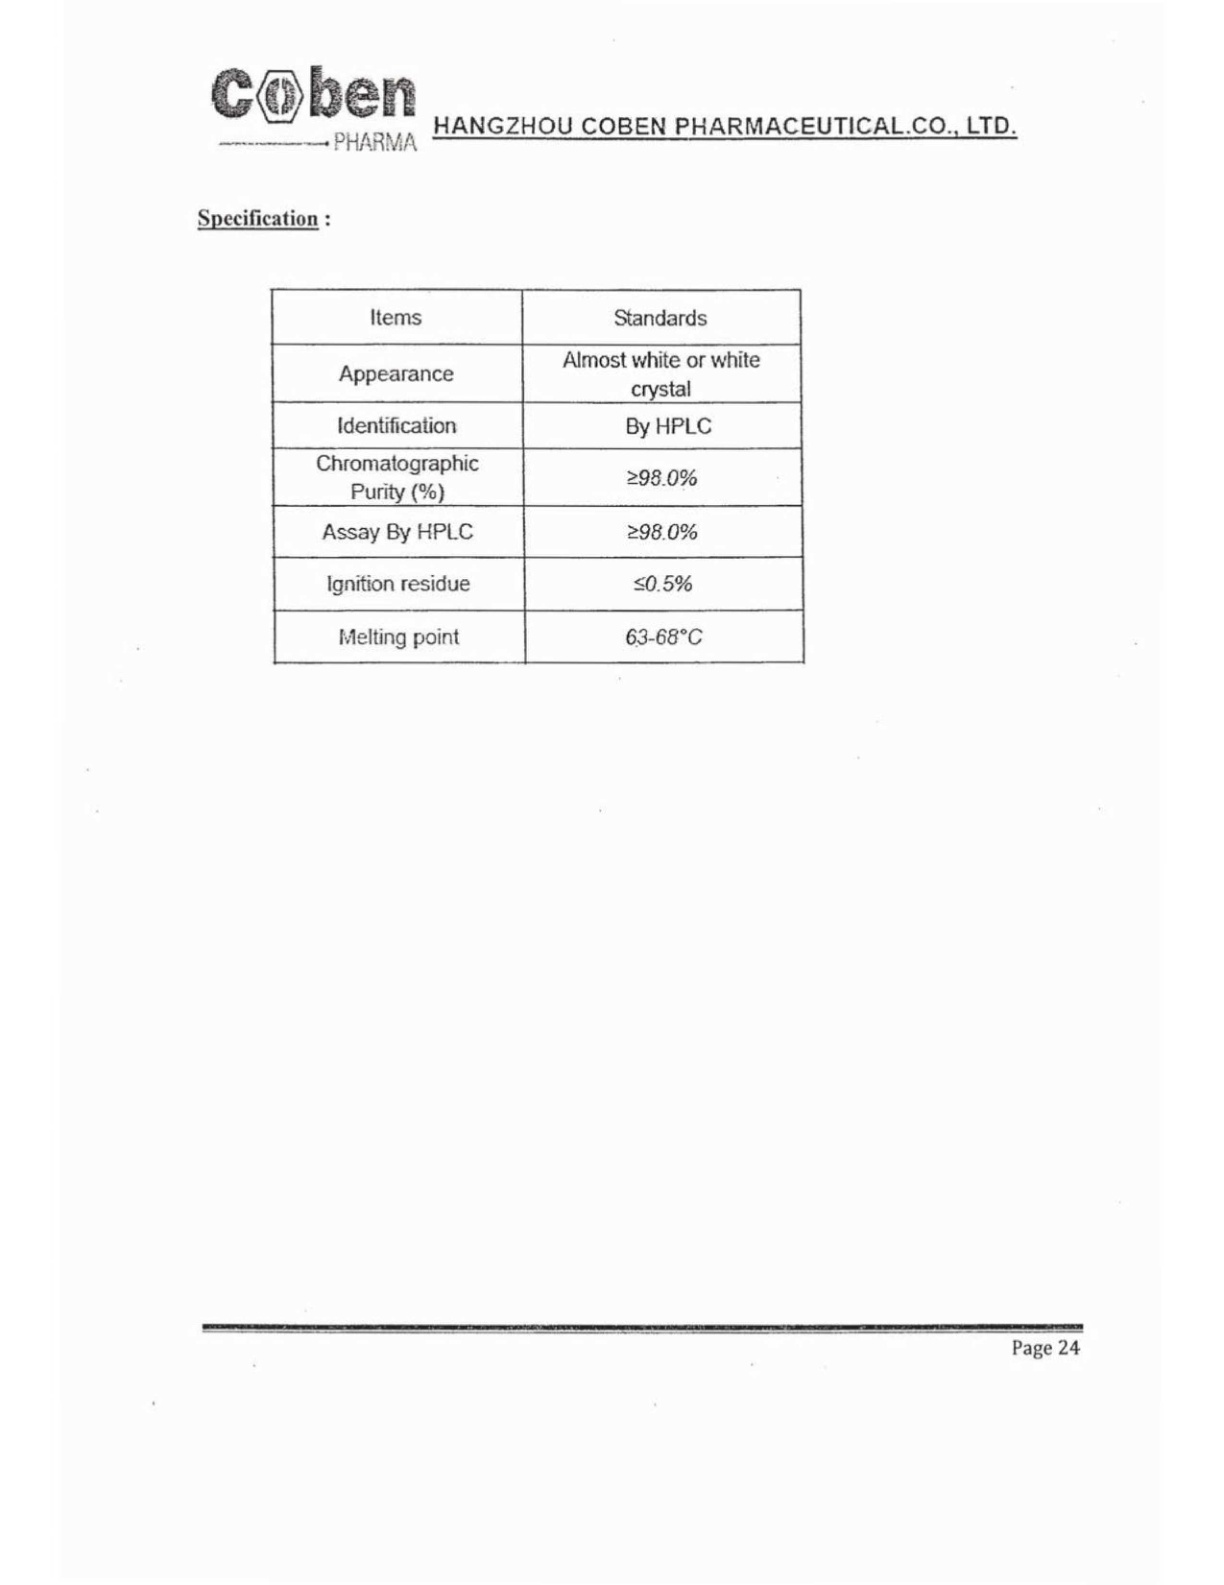 Coben
PHARMA
HANGZHOU COBEN PHARMACEUTICAL.CO., LTD.
Specification :
Items Standards
Appearance Almost white or white
crystal
Identification By HPLC
Chromatographic
Purity (%) ≥98.0%
Assay By HPLC ≥98.0%
Ignition residue ≤0.5%
Melting point 63-68°C
Page 24